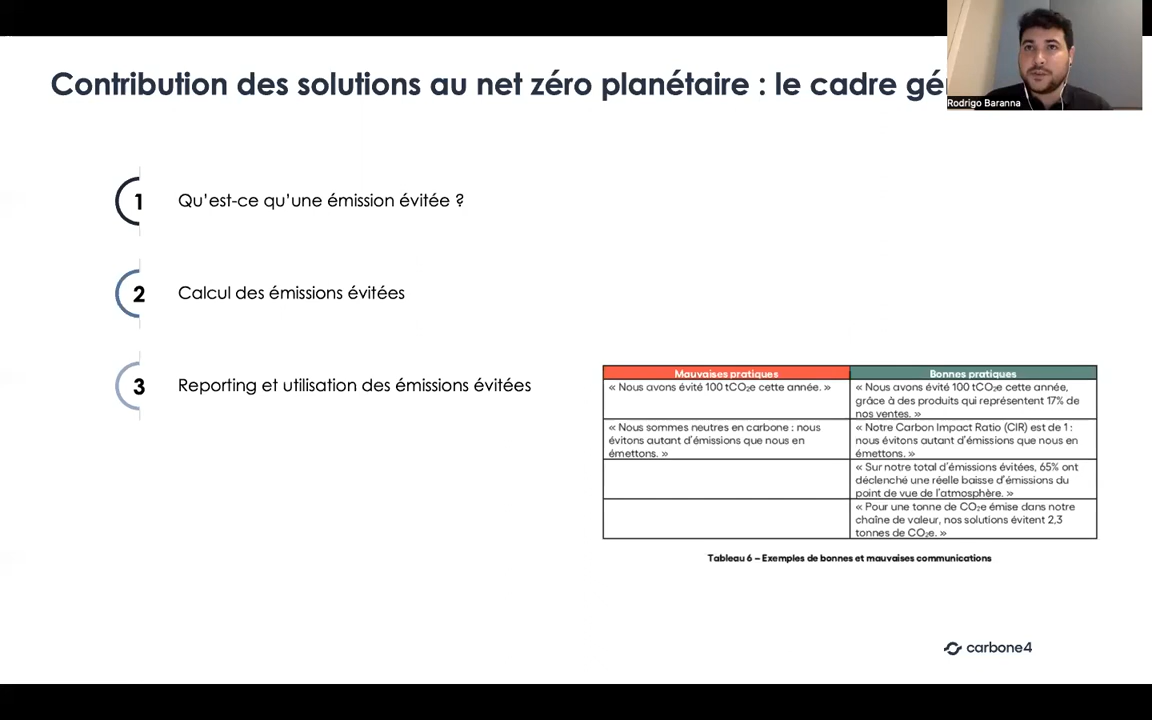 Contribution des solutions au net zéro planétaire : le cadre
Rodrigo Baranna
1 Qu'est-ce qu'une émission évitée ?
2 Calcul des émissions évitées
3 Reporting et utilisation des émissions évitées
Mauvaises pratiques
Bonnes pratiques
« Nous avons évité 100 tCO₂e cette année. »
« Nous avons évité 100 tCO₂e cette année,
grâce à des produits qui représentent 17% de
nos ventes. »
« Nous sommes neutres en carbone : nous
évitons autant d'émissions que nous en
émettons. »
« Notre Carbon Impact Ratio (CIR) est de 1 :
nous évitons autant d'émissions que nous en
émettons. »
« Sur notre total d'émissions évitées, 65% ont
déclenché une réelle baisse d'émissions du
point de vue de l'atmosphère. »
« Pour une tonne de CO₂e émise dans notre
chaîne de valeur, nos solutions évitent 2,3
tonnes de CO₂e. »
Tableau 6 – Exemples de bonnes et mauvaises communications
carbone4